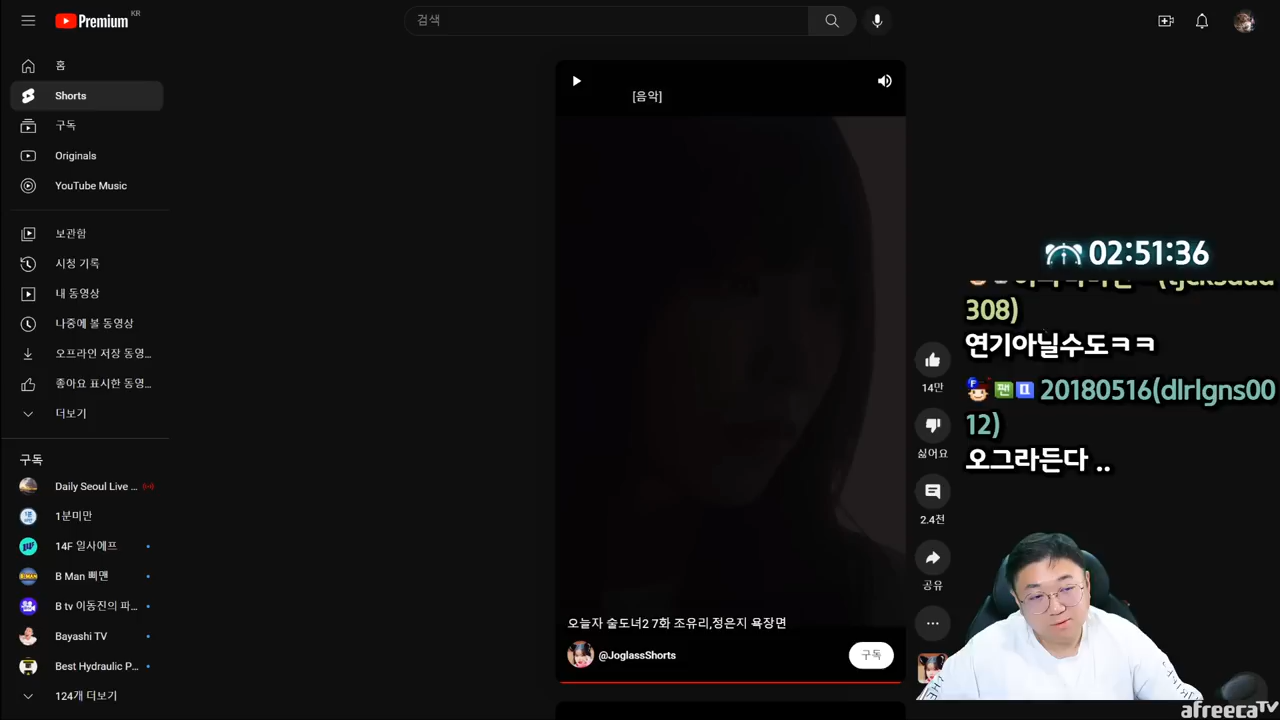 Premium KR
검색
홈
Shorts
구독
Originals
YouTube Music
보관함
시청 기록
내 동영상
나중에 볼 동영상
오프라인 저장 동영...
좋아요 표시한 동영...
더보기
구독
Daily Seoul Live ...
1분미만
14F 일사에프
B Man 삐맨
B tv 이동진의 파...
Bayashi TV
Best Hydraulic P...
124개 더보기
[음악]
오늘자 술도녀2 7화 조유리,정은지 욕장면
@JoglassShorts
구독
14만
싫어요
2.4천
공유
02:51:36
308)
연기아닐수도ㅋㅋ
F 팬 n 20180516(dlrlgns00
12)
오그라든다 ..
afreecaTV